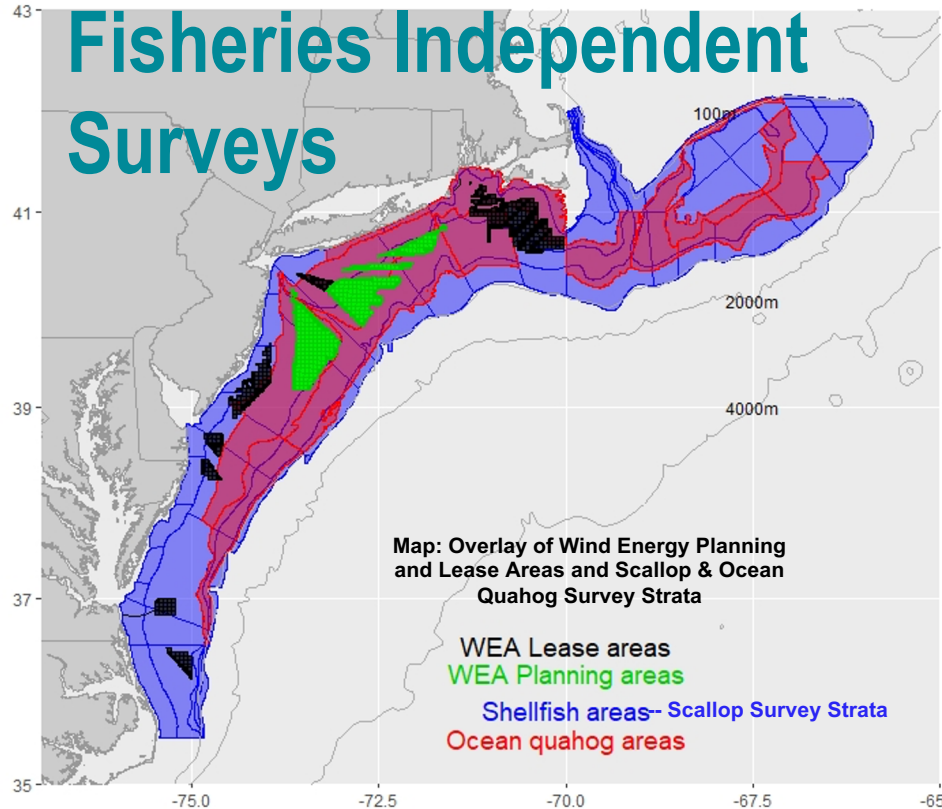 Fisheries Independent
Surveys
43
41
39
37
35
100m
2000m
4000m
Map: Overlay of Wind Energy Planning
and Lease Areas and Scallop & Ocean
Quahog Survey Strata
WEA Lease areas
WEA Planning areas
Shellfish areas-- Scallop Survey Strata
Ocean quahog areas
-75.0
-72.5
-70.0
-67.5